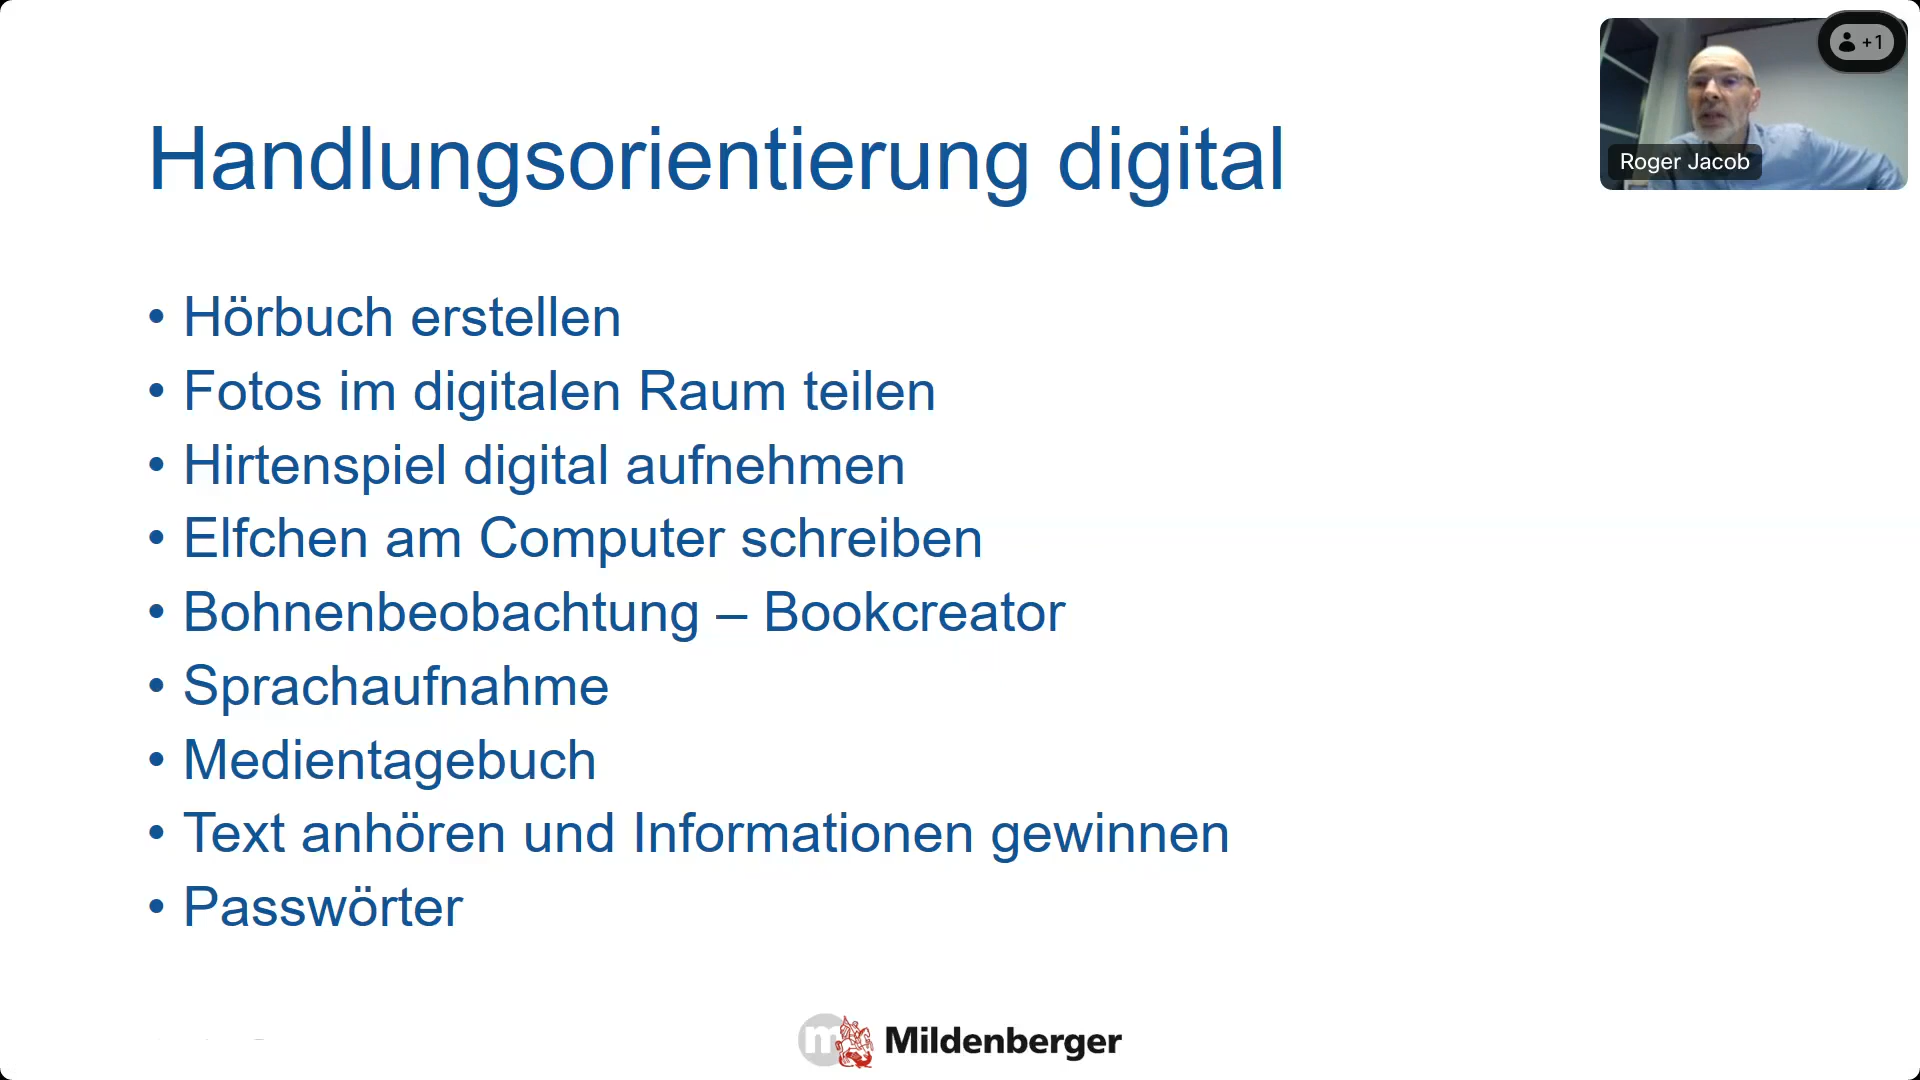 Handlungsorientierung digital
+1
Roger Jacob
• Hörbuch erstellen
• Fotos im digitalen Raum teilen
• Hirtenspiel digital aufnehmen
• Elfchen am Computer schreiben
• Bohnenbeobachtung – Bookcreator
• Sprachaufnahme
• Medientagebuch
• Text anhören und Informationen gewinnen
• Passwörter
m Mildenberger